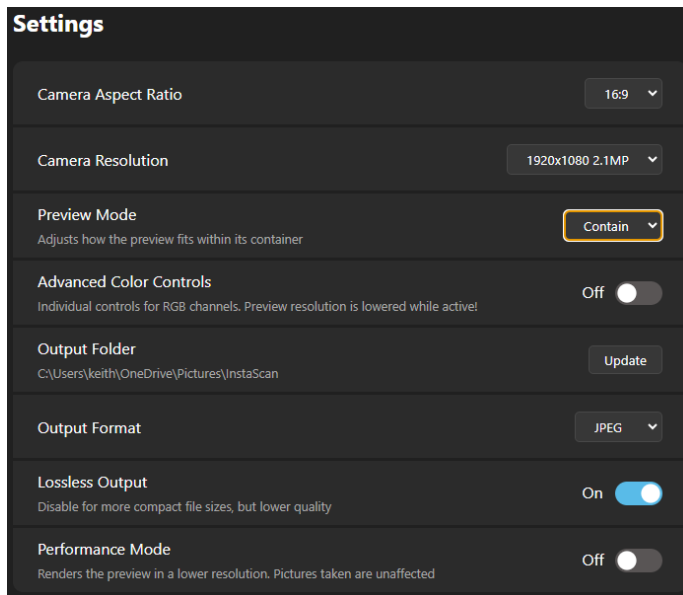 Settings
Camera Aspect Ratio
16:9
Camera Resolution
1920x1080 2.1MP
Preview Mode
Contain
Adjusts how the preview fits within its container
Advanced Color Controls
Off
Individual controls for RGB channels. Preview resolution is lowered while active!
Output Folder
Update
C:\Users\keith\OneDrive\Pictures\InstaScan
Output Format
JPEG
Lossless Output
On
Disable for more compact file sizes, but lower quality
Performance Mode
Off
Renders the preview in a lower resolution. Pictures taken are unaffected